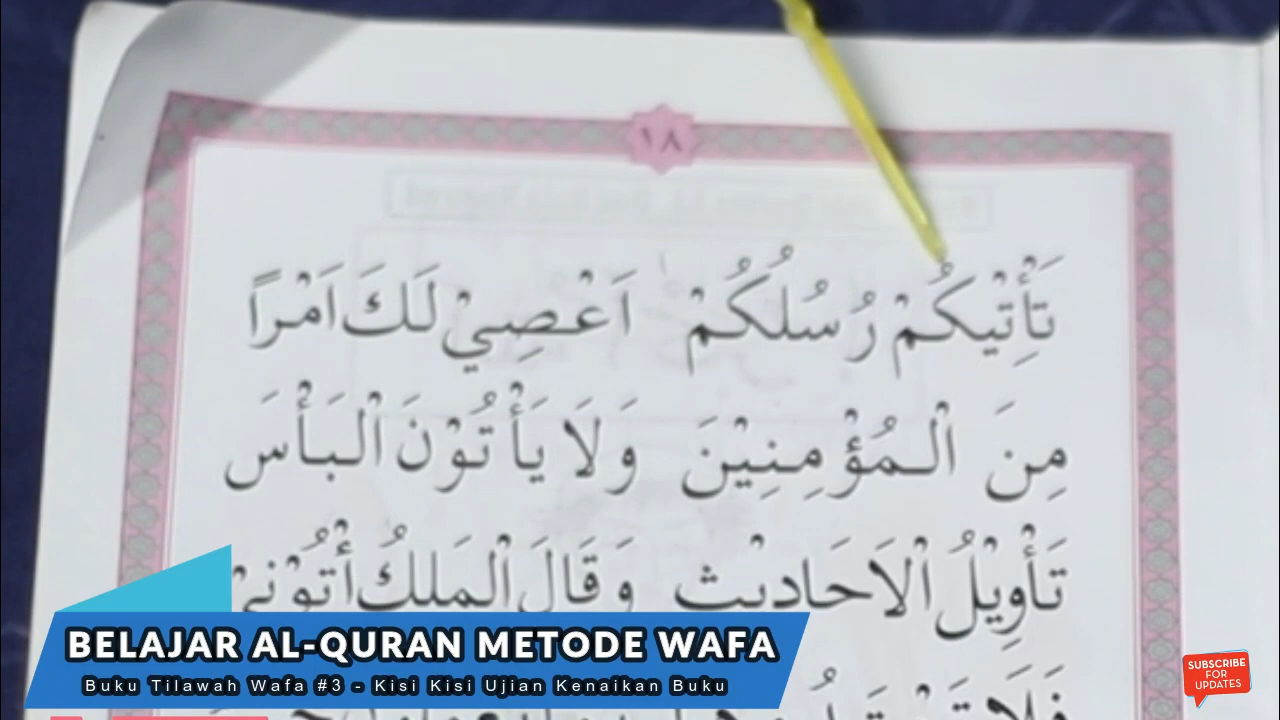 ١٨
تَأْتِيكُمْ رُسُلُكُمْ اَعْصِيْ لَكَ اَمْرًا
مِنَ الْمُؤْمِنِيْنَ وَلَا يَأْتُوْنَ الْبَأْسَ
تَأْوِيْلُ الْاَحَادِيْثِ وَقَالَ الْمَلِكُ أْتُوْنِيْ
BELAJAR AL-QURAN METODE WAFA
Buku Tilawah Wafa #3 - Kisi Kisi Ujian Kenaikan Buku
SUBSCRIBE
FOR
UPDATES